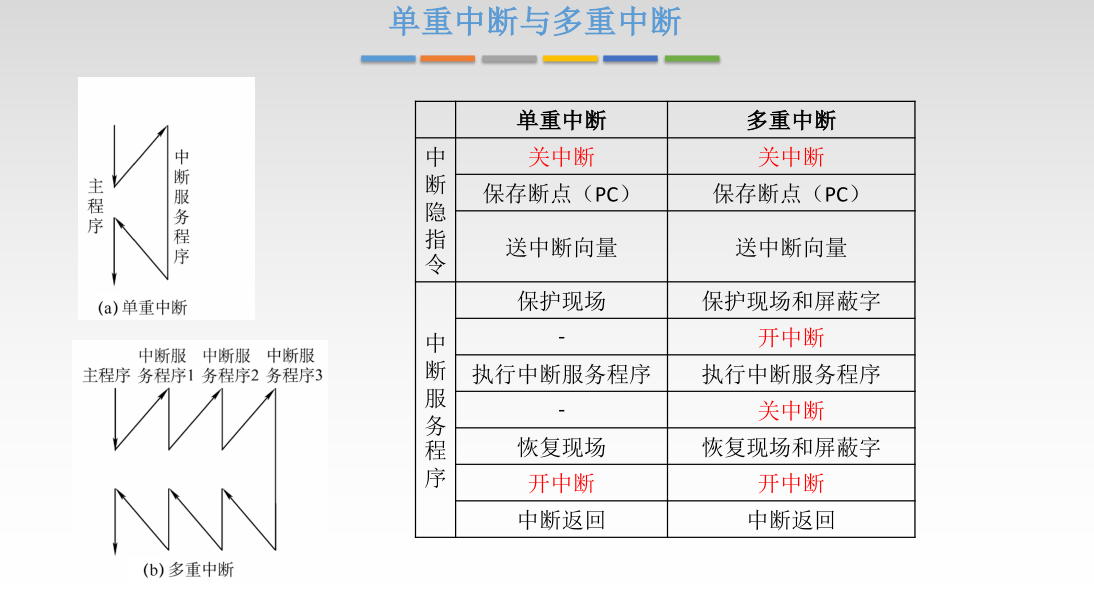 单重中断与多重中断
主程序
中断服务程序
(a) 单重中断
主程序 中断服务程序1 中断服务程序2 中断服务程序3
(b) 多重中断
单重中断 多重中断
中断隐指令
关中断 关中断
保存断点（PC） 保存断点（PC）
送中断向量 送中断向量
中断服务程序
保护现场 保护现场和屏蔽字
- 开中断
执行中断服务程序 执行中断服务程序
- 关中断
恢复现场 恢复现场和屏蔽字
开中断 开中断
中断返回 中断返回